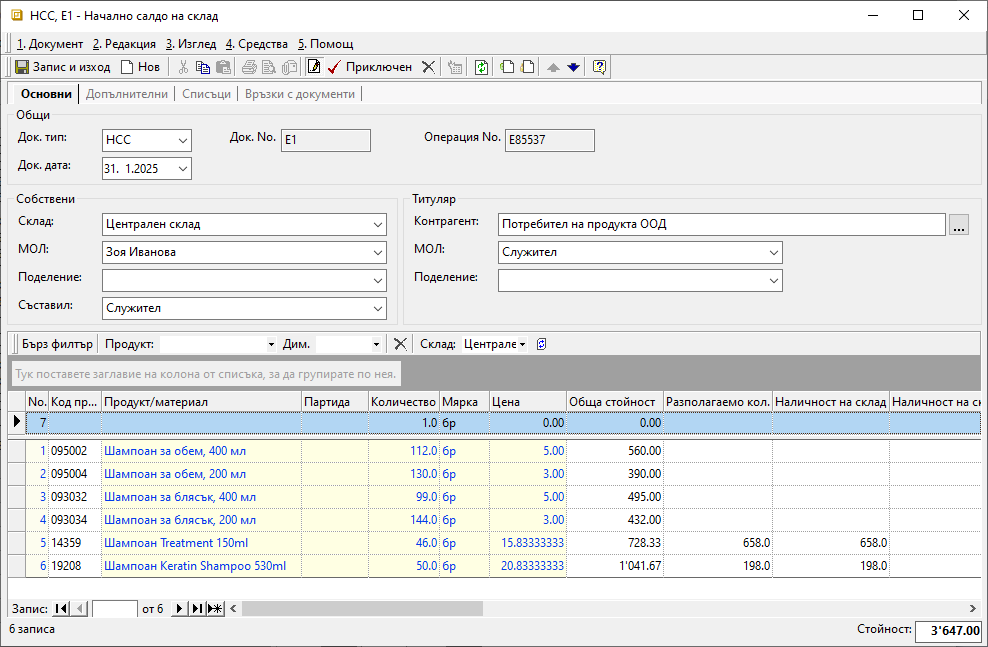 НСС, E1 - Начално салдо на склад
1. Документ 2. Редакция 3. Изглед 4. Средства 5. Помощ
Запис и изход Нов Приключен
Основни Допълнителни Списъци Връзки с документи
Общи
Док. тип: НСС Док. No. E1 Операция No. E85537
Док. дата: 31. 1.2025
Собствени Титуляр
Склад: Централен склад Контрагент: Потребител на продукта ООД ...
МОЛ: Зоя Иванова МОЛ: Служител
Поделение: Поделение:
Съставил: Служител
Бърз филтър Продукт: Дим. Склад: Централе
Тук поставете заглавие на колона от списъка, за да групирате по нея.
No. Код пр... Продукт/материал Партида Количество Мярка Цена Обща стойност Разполагаемо кол. Наличност на склад Наличност на ск
7 1.0 бр 0.00 0.00
1 095002 Шампоан за обем, 400 мл 112.0 бр 5.00 560.00
2 095004 Шампоан за обем, 200 мл 130.0 бр 3.00 390.00
3 093032 Шампоан за блясък, 400 мл 99.0 бр 5.00 495.00
4 093034 Шампоан за блясък, 200 мл 144.0 бр 3.00 432.00
5 14359 Шампоан Treatment 150ml 46.0 бр 15.83333333 728.33 658.0 658.0
6 19208 Шампоан Keratin Shampoo 530ml 50.0 бр 20.83333333 1'041.67 198.0 198.0
Запис: от 6
6 записа Стойност: 3'647.00